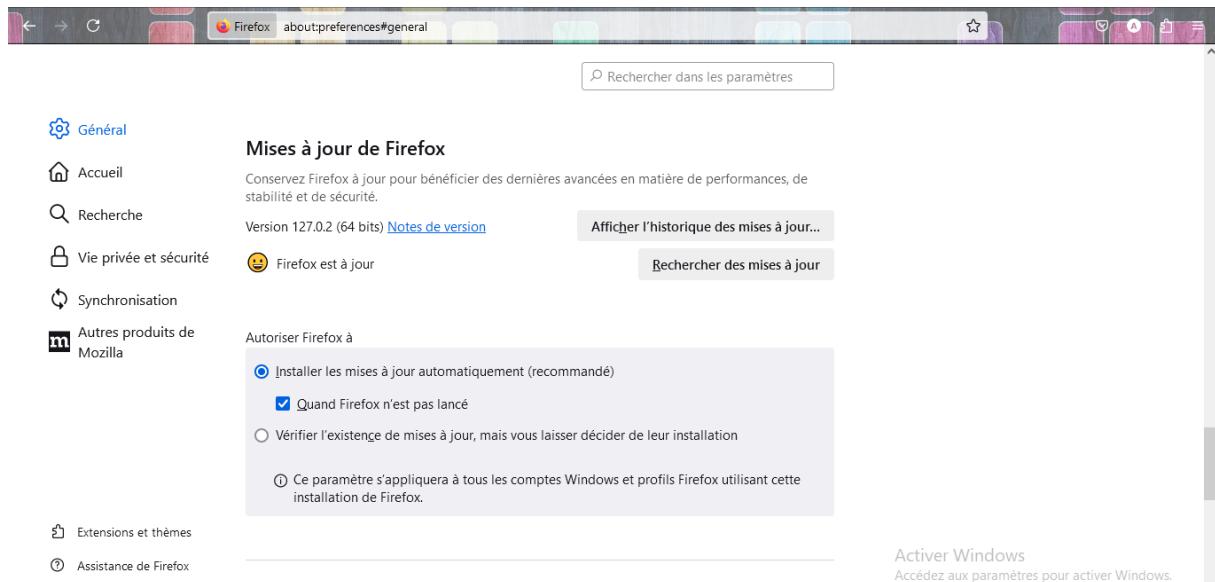 Firefox about:preferences#general
A
Rechercher dans les paramètres
Général
Accueil
Recherche
Vie privée et sécurité
Synchronisation
m
Autres produits de
Mozilla
Extensions et thèmes
Assistance de Firefox
Mises à jour de Firefox
Conservez Firefox à jour pour bénéficier des dernières avancées en matière de performances, de
stabilité et de sécurité.
Version 127.0.2 (64 bits) Notes de version
Afficher l'historique des mises à jour...
Firefox est à jour
Rechercher des mises à jour
Autoriser Firefox à
Installer les mises à jour automatiquement (recommandé)
Quand Firefox n'est pas lancé
Vérifier l'existence de mises à jour, mais vous laisser décider de leur installation
Ce paramètre s'appliquera à tous les comptes Windows et profils Firefox utilisant cette
installation de Firefox.
Activer Windows
Accédez aux paramètres pour activer Windows.